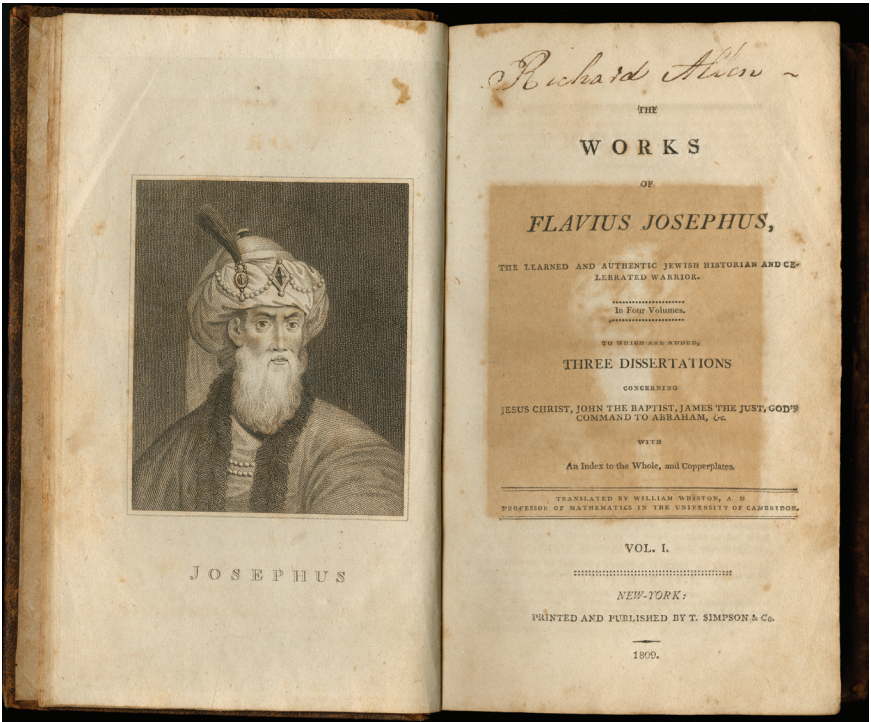 JOSEPHUS
Richard Allen
THE
WORKS
OF
FLAVIUS JOSEPHUS,
THE LEARNED AND AUTHENTIC JEWISH HISTORIAN AND CE-
LEBRATED WARRIOR.
In Four Volumes.
TO WHICH ARE ADDED,
THREE DISSERTATIONS
CONCERNING
JESUS CHRIST, JOHN THE BAPTIST, JAMES THE JUST, GOD'S
COMMAND TO ABRAHAM, &c.
WITH
An Index to the Whole, and Copperplates.
TRANSLATED BY WILLIAM WHISTON, A M
PROFESSOR OF MATHEMATICS IN THE UNIVERSITY OF CAMBRIDGE.
VOL. I.
NEW-YORK:
PRINTED AND PUBLISHED BY T. SIMPSON & Co.
1809.